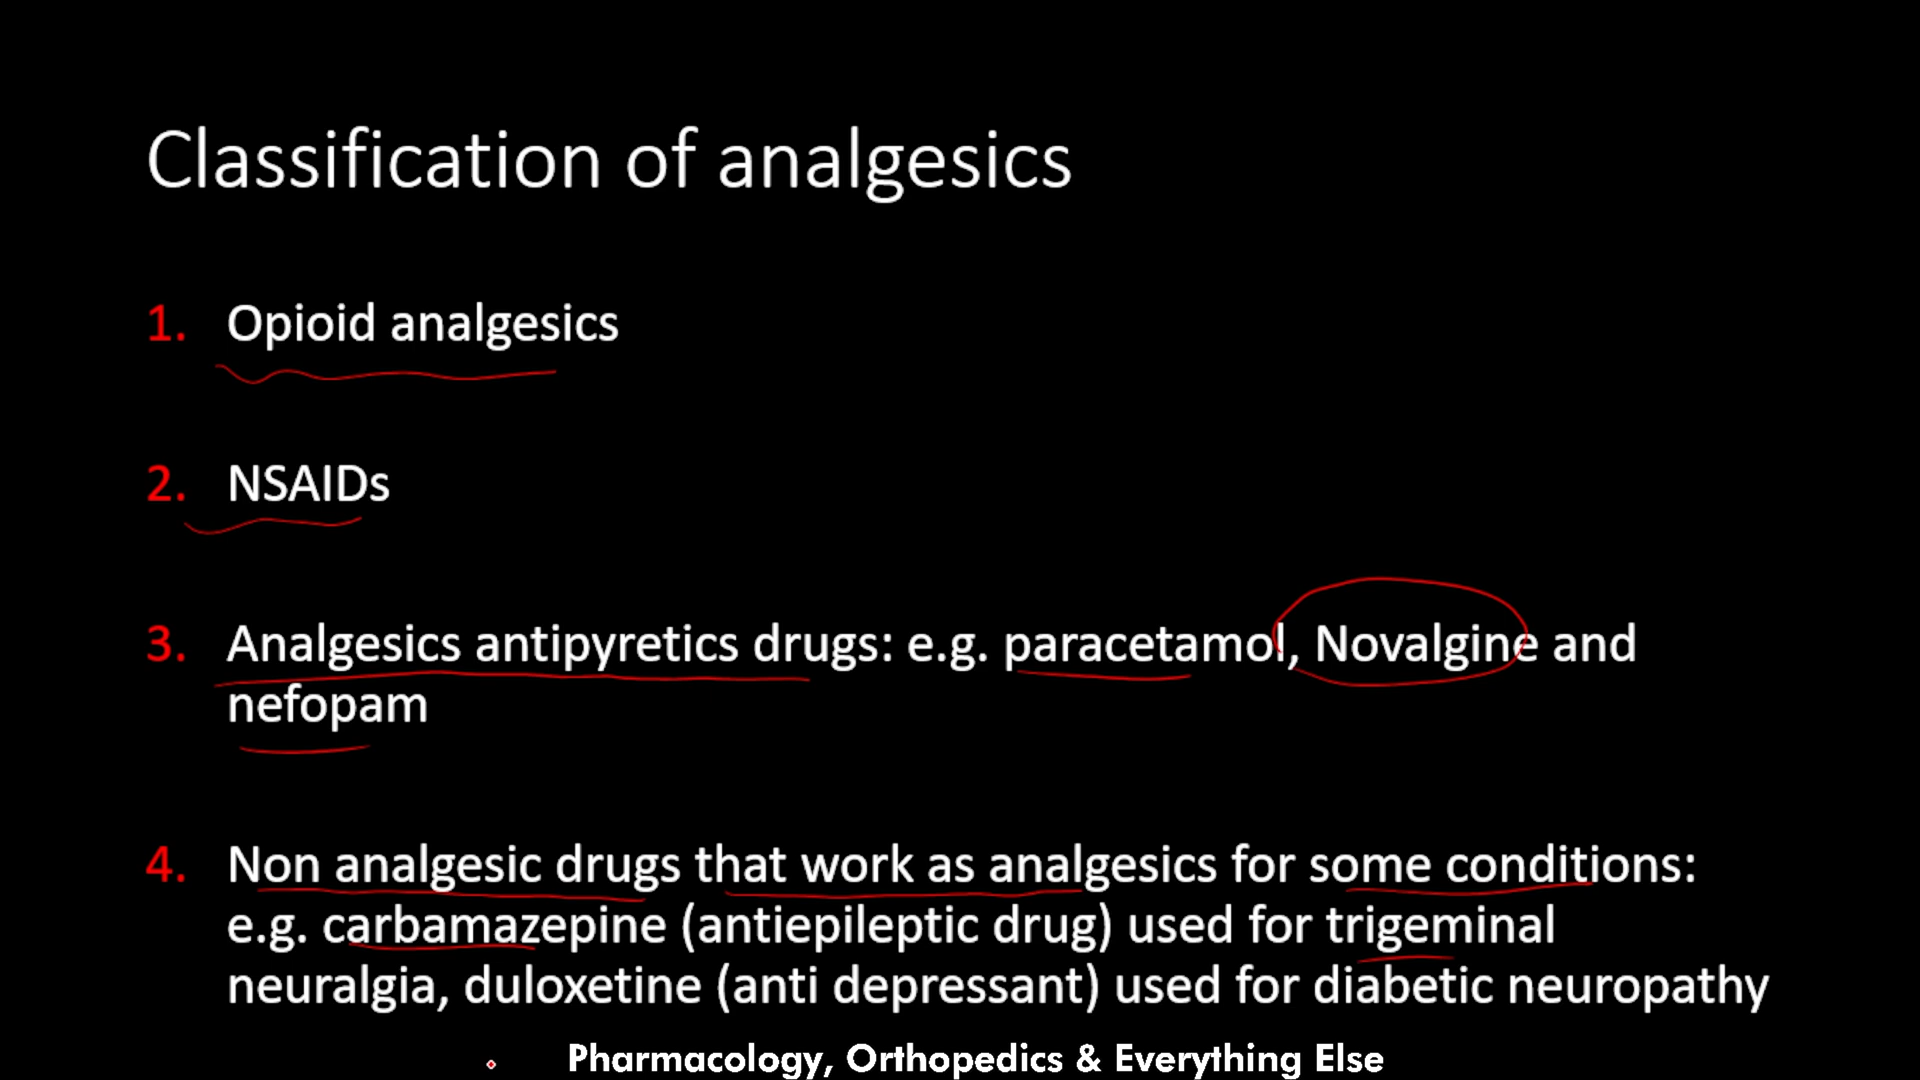 Classification of analgesics
1. Opioid analgesics
2. NSAIDs
3. Analgesics antipyretics drugs: e.g. paracetamol, Novalgine and
nefopam
4. Non analgesic drugs that work as analgesics for some conditions:
e.g. carbamazepine (antiepileptic drug) used for trigeminal
neuralgia, duloxetine (anti depressant) used for diabetic neuropathy
Pharmacology, Orthopedics & Everything Else